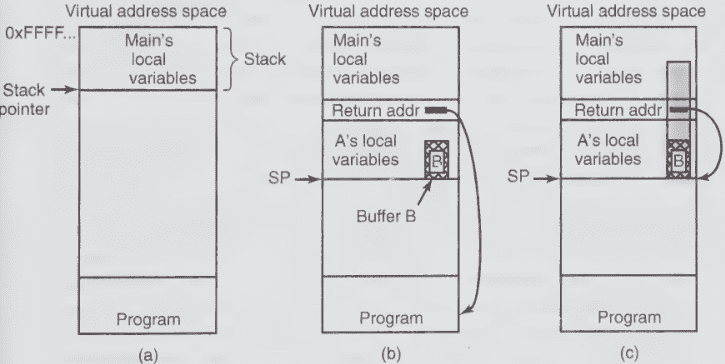 Virtual address space
0xFFFF...
Main's
local
variables
Stack
Stack
pointer
Program
(a)
Virtual address space
Main's
local
variables
Return addr
A's local
variables
B
SP
Buffer B
Program
(b)
Virtual address space
Main's
local
variables
Return addr
A's local
variables
B
SP
Program
(c)